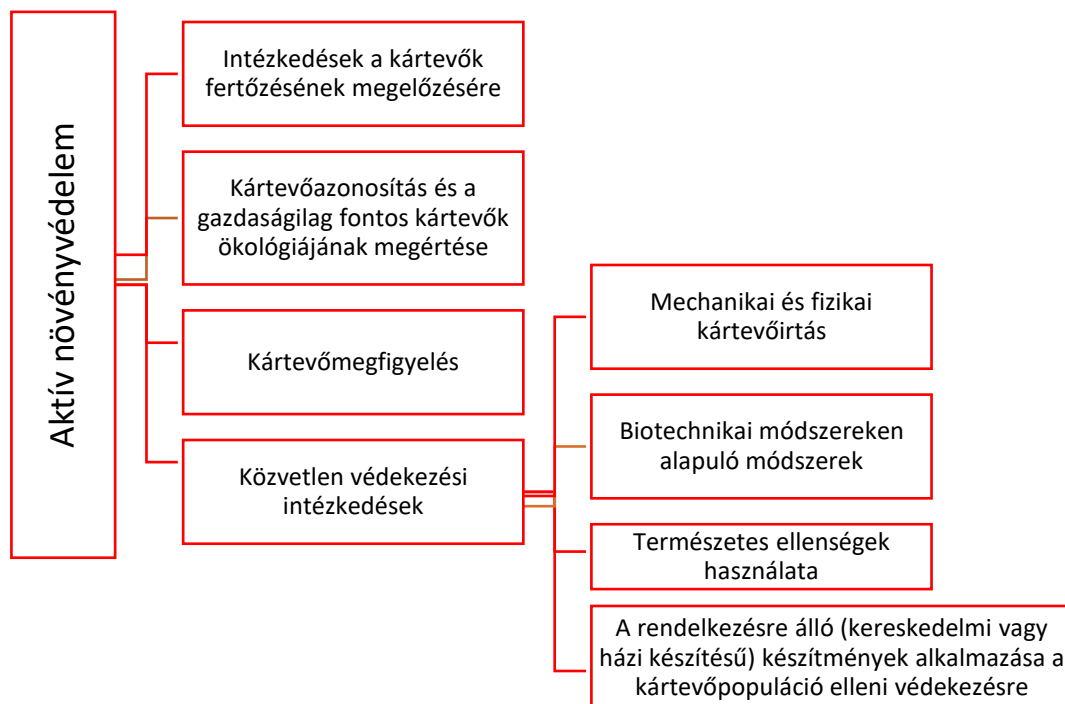 Aktív növényvédelem
Intézkedések a kártevők
fertőzésének megelőzésére
Kártevőazonosítás és a
gazdaságilag fontos kártevők
ökológiájának megértése
Kártevőmegfigyelés
Közvetlen védekezési
intézkedések
Mechanikai és fizikai
kártevőirtás
Biotechnikai módszereken
alapuló módszerek
Természetes ellenségek
használata
A rendelkezésre álló (kereskedelmi vagy
házi készítésű) készítmények alkalmazása a
kártevőpopuláció elleni védekezésre